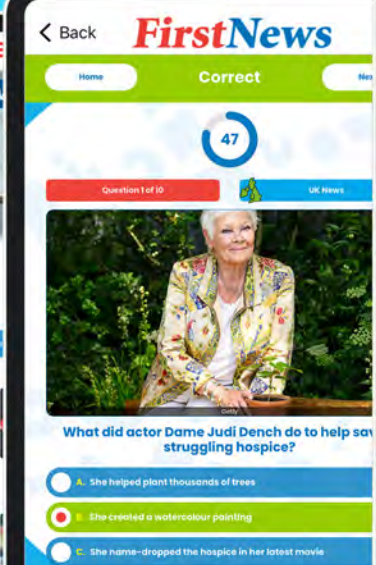 Back
FirstNews
Home
Correct
47
Question 1 of 10
UK News
Getty
What did actor Dame Judi Dench do to help
struggling hospice?
A. She helped plant thousands of trees
B. She created a watercolour painting
C. She name-dropped the hospice in her latest movie